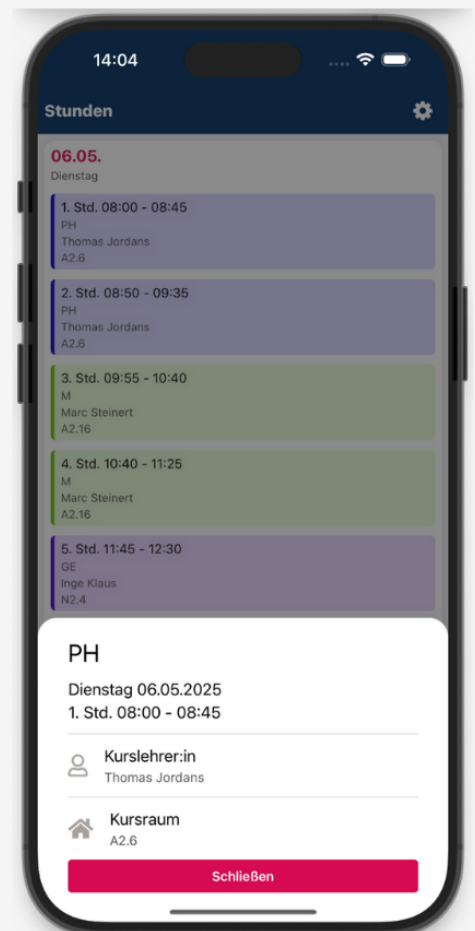 14:04
Stunden
06.05.
Dienstag
1. Std. 08:00 - 08:45
PH
Thomas Jordans
A2.6
2. Std. 08:50 - 09:35
PH
Thomas Jordans
A2.6
3. Std. 09:55 - 10:40
M
Marc Steinert
A2.16
4. Std. 10:40 - 11:25
M
Marc Steinert
A2.16
5. Std. 11:45 - 12:30
GE
Inge Klaus
N2.4
PH
Dienstag 06.05.2025
1. Std. 08:00 - 08:45
Kurslehrer:in
Thomas Jordans
Kursraum
A2.6
Schließen